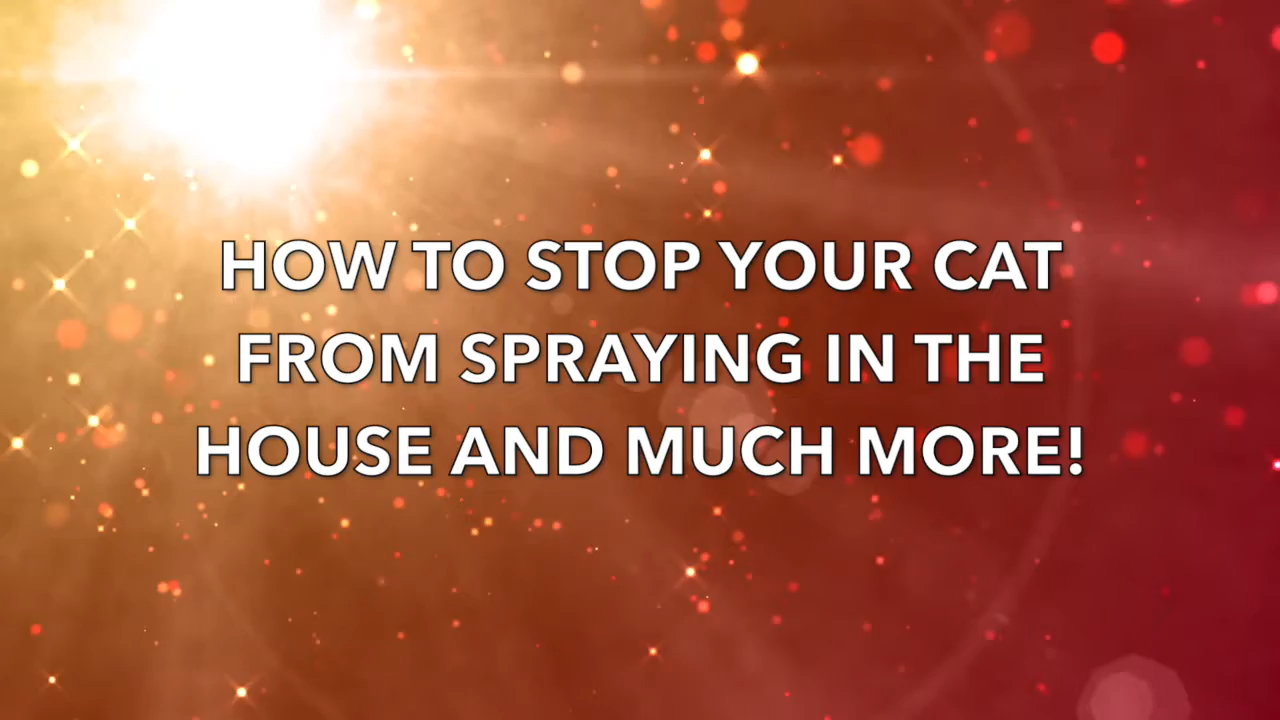 HOW TO STOP YOUR CAT
FROM SPRAYING IN THE
HOUSE AND MUCH MORE!